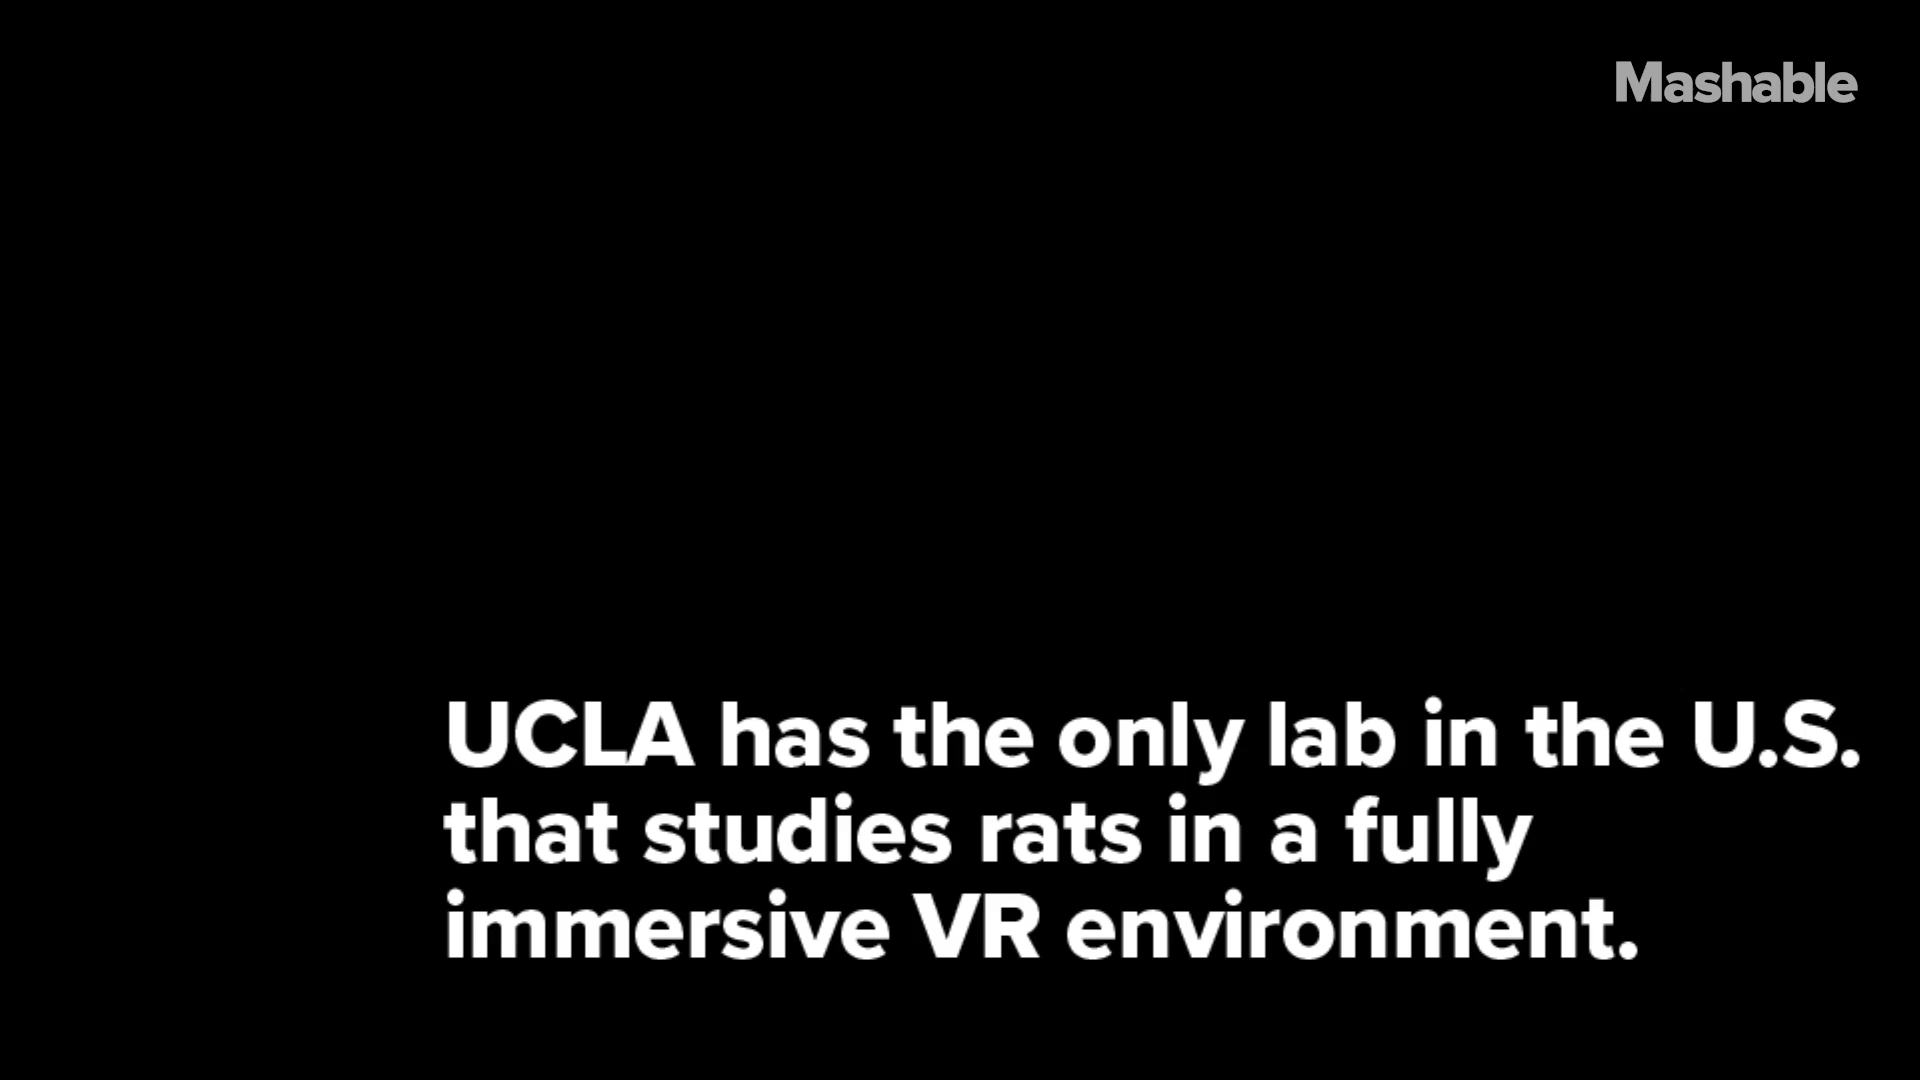 Mashable
UCLA has the only lab in the U.S.
that studies rats in a fully
immersive VR environment.